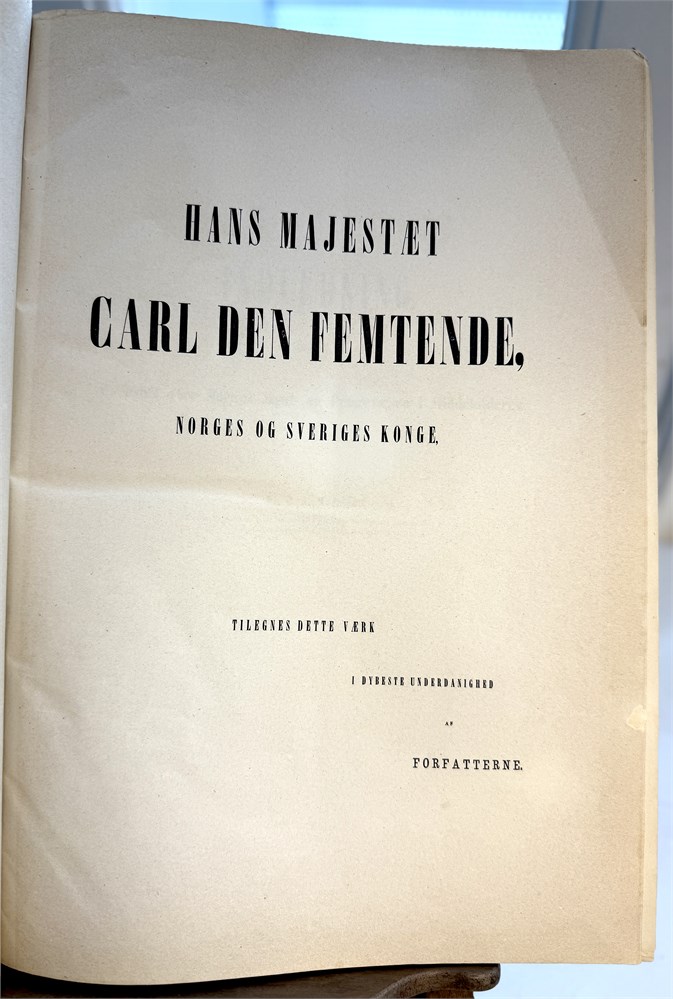 HANS MAJESTÆT
CARL DEN FEMTENDE,
NORGES OG SVERIGES KONGE,
TILEGNES DETTE VÆRK
I DYBESTE UNDERDANIGHED
AF
FORFATTERNE.